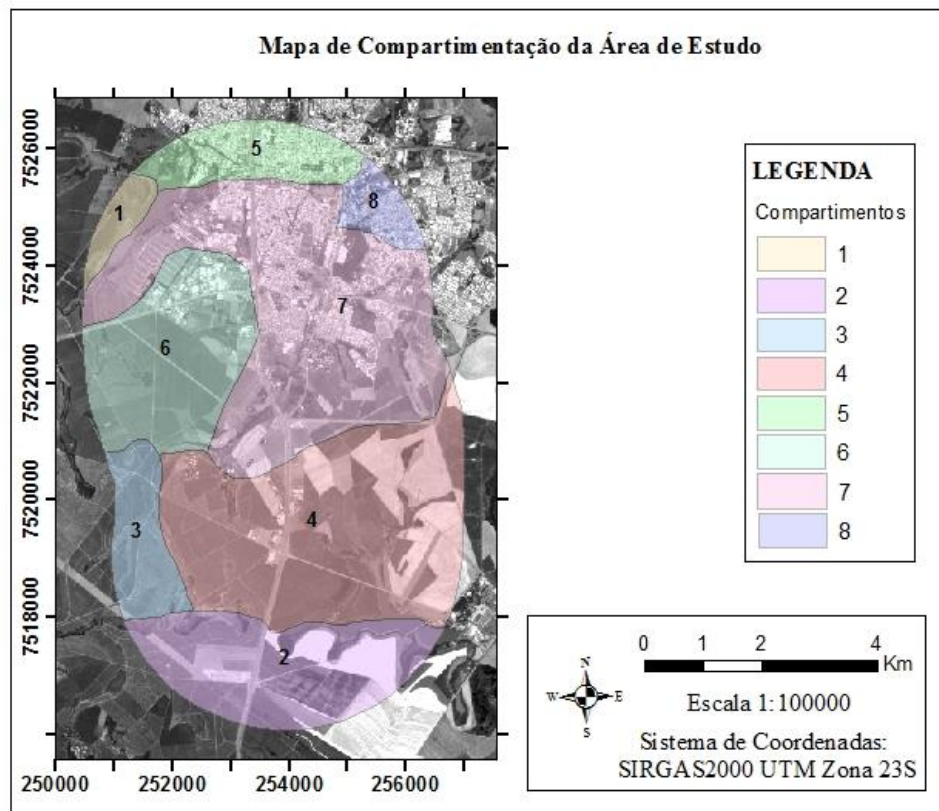 Mapa de Compartimentação da Área de Estudo
7526000
7524000
7522000
7520000
7518000
250000 252000 254000 256000
5
1
8
7
6
4
3
2
LEGENDA
Compartimentos
1
2
3
4
5
6
7
8
0 1 2 4
Km
N
W E
S
Escala 1:100000
Sistema de Coordenadas:
SIRGAS2000 UTM Zona 23S